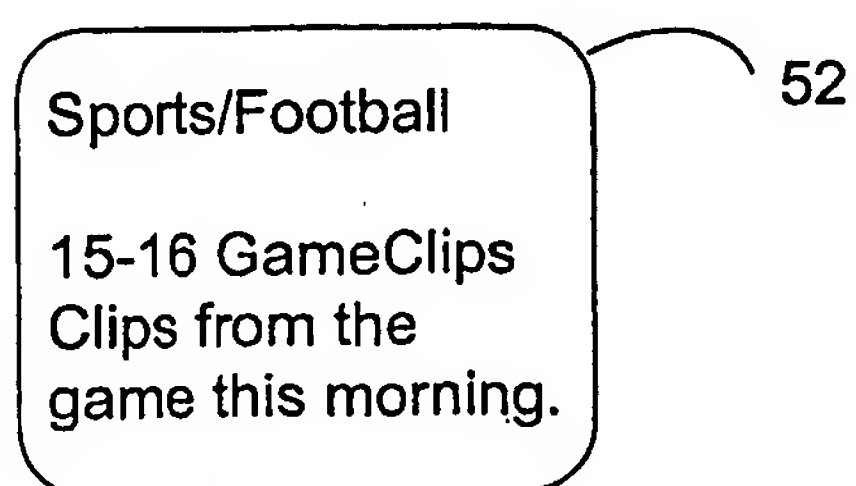 Sports/Football
52
15-16 GameClips
Clips from the
game this morning.